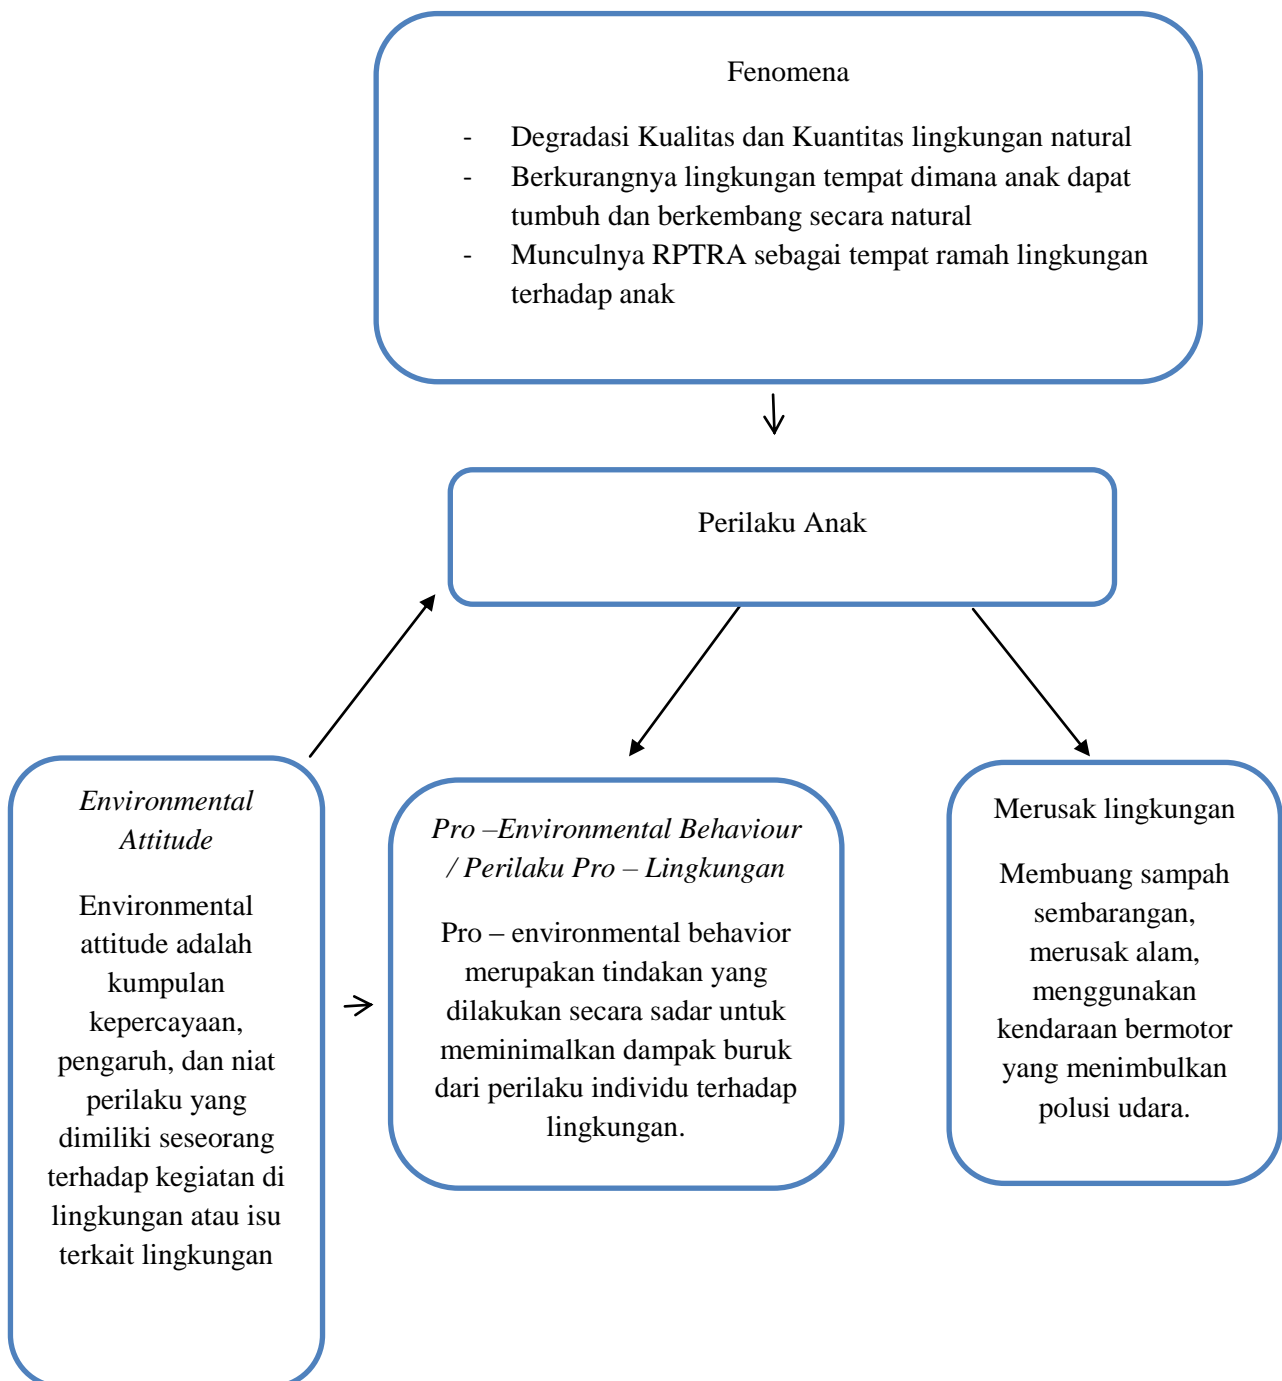 Fenomena
- Degradasi Kualitas dan Kuantitas lingkungan natural
- Berkurangnya lingkungan tempat dimana anak dapat
tumbuh dan berkembang secara natural
- Munculnya RPTRA sebagai tempat ramah lingkungan
terhadap anak
Perilaku Anak
Environmental
Attitude
Environmental
attitude adalah
kumpulan
kepercayaan,
pengaruh, dan niat
perilaku yang
dimiliki seseorang
terhadap kegiatan di
lingkungan atau isu
terkait lingkungan
Pro –Environmental Behaviour
/ Perilaku Pro – Lingkungan
Pro – environmental behavior
merupakan tindakan yang
dilakukan secara sadar untuk
meminimalkan dampak buruk
dari perilaku individu terhadap
lingkungan.
Merusak lingkungan
Membuang sampah
sembarangan,
merusak alam,
menggunakan
kendaraan bermotor
yang menimbulkan
polusi udara.